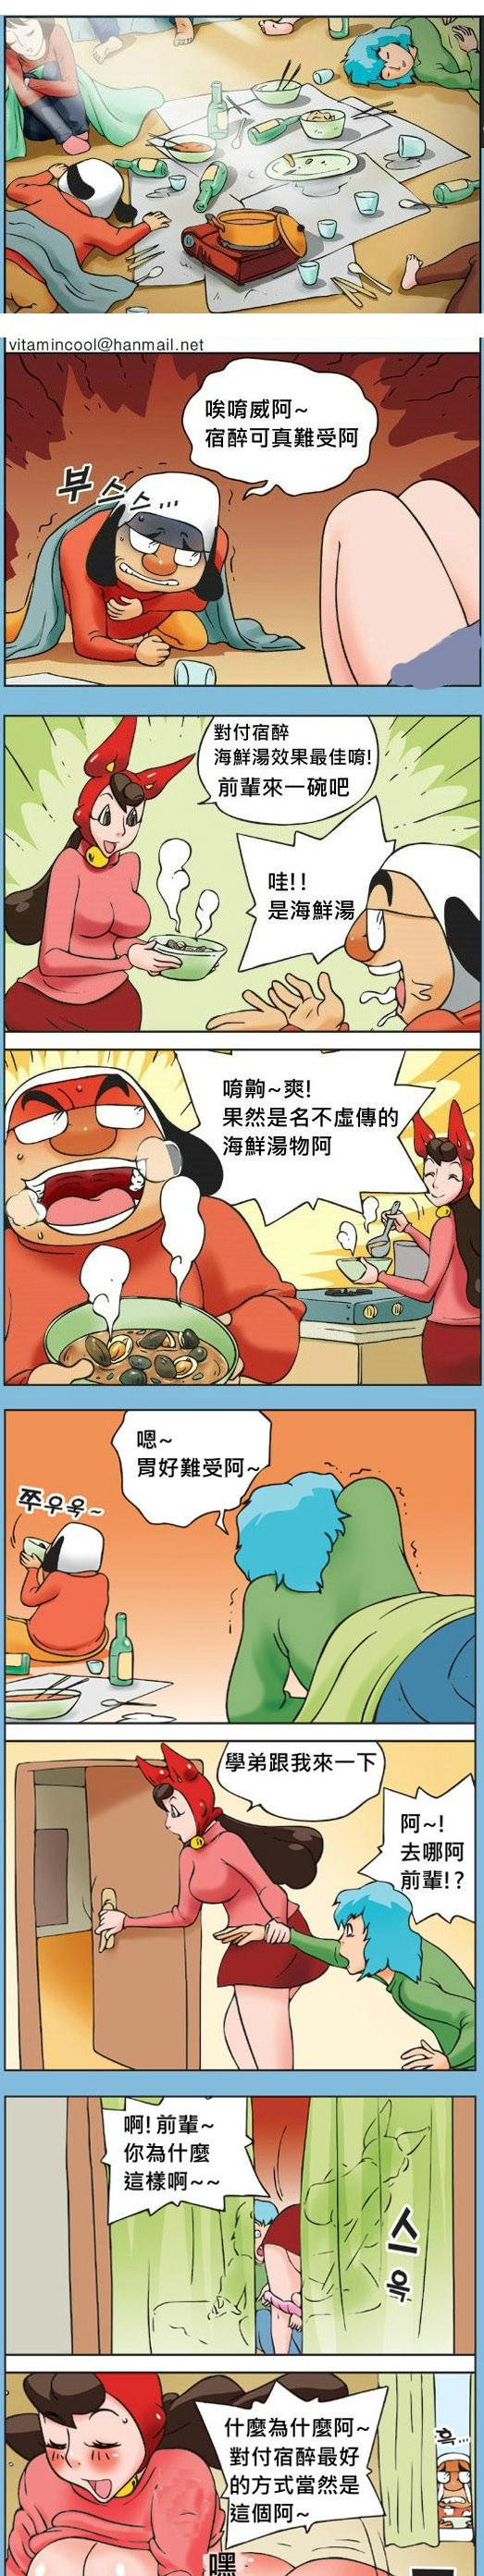 vitamincool@hanmail.net
唉唷威阿~
宿醉可真難受阿
부스스...
對付宿醉
海鮮湯效果最佳唷!
前輩來一碗吧
哇!!
是海鮮湯
唷齁~爽!
果然是名不虛傳的
海鮮湯物阿
嗯~
胃好難受阿~
쭈우욱~
學弟跟我來一下
阿~!
去哪阿
前輩!?
啊!前輩~
你為什麼
這樣啊~~
스윽
什麼為什麼阿~
對付宿醉最好
的方式當然是
這個阿~
흑...
嘿